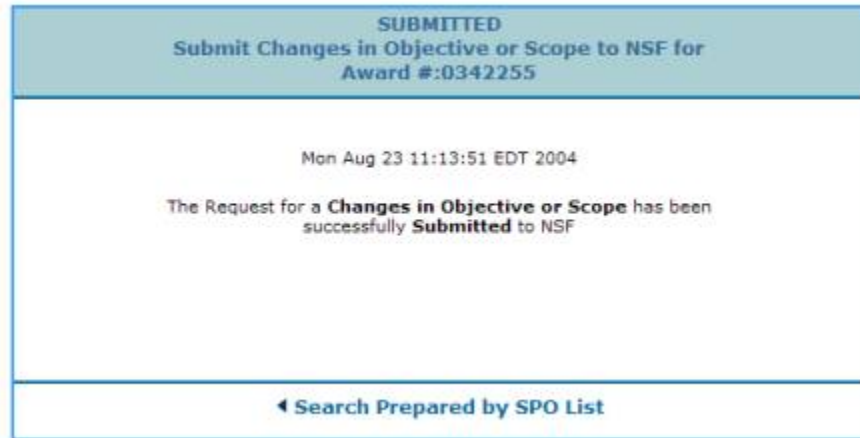 SUBMITTED
Submit Changes in Objective or Scope to NSF for
Award #:0342255
Mon Aug 23 11:13:51 EDT 2004
The Request for a Changes in Objective or Scope has been
successfully Submitted to NSF
Search Prepared by SPO List